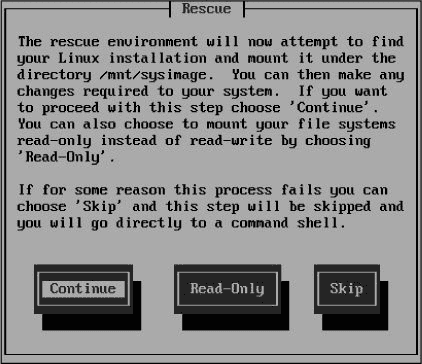 Rescue
The rescue environment will now attempt to find
your Linux installation and mount it under the
directory /mnt/sysimage.  You can then make any
changes required to your system.  If you want
to proceed with this step choose 'Continue'.
You can also choose to mount your file systems
read-only instead of read-write by choosing
'Read-Only'.
If for some reason this process fails you can
choose 'Skip' and this step will be skipped and
you will go directly to a command shell.
Continue Read-Only Skip